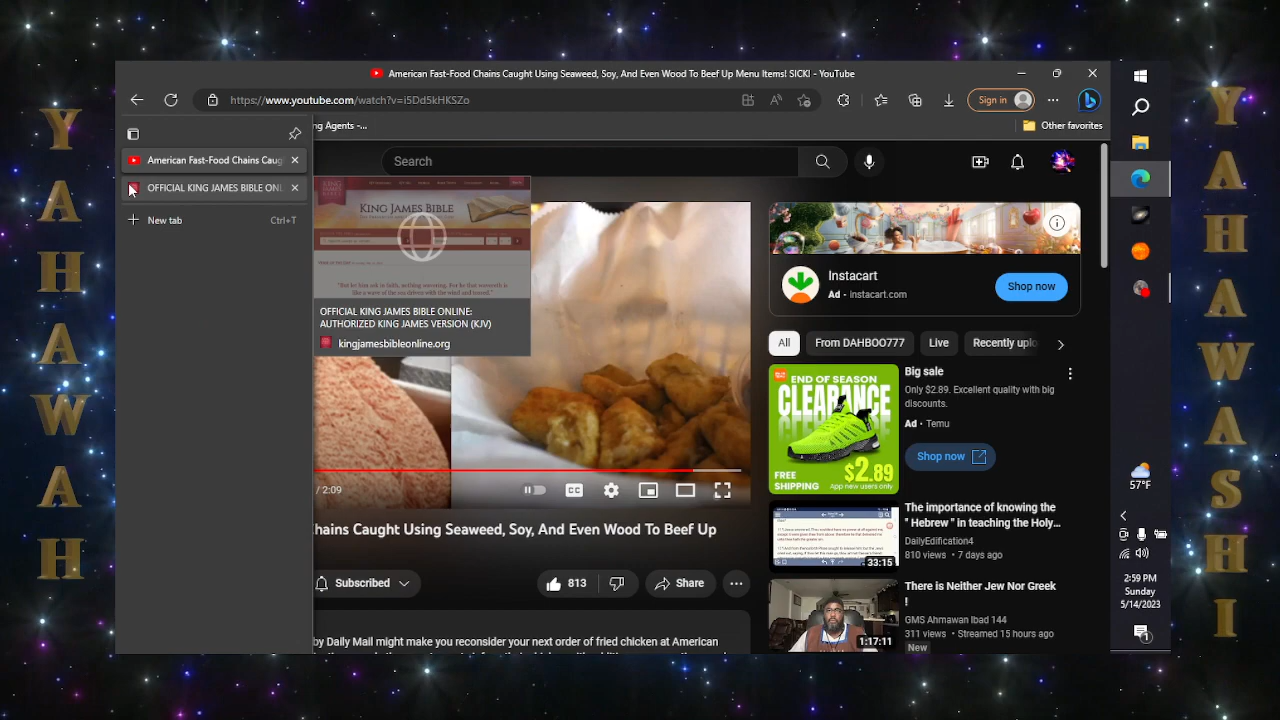 American Fast-Food Chains Caught Using Seaweed, Soy, And Even Wood To Beef Up Menu Items! SICK! - YouTube
https://www.youtube.com/watch?v=i5Dd5kHKSZo
Sign in
ng Agents -...
Other favorites
American Fast-Food Chains Caug
OFFICIAL KING JAMES BIBLE ONL
New tab
Ctrl+T
Search
KING JAMES BIBLE
OFFICIAL KING JAMES BIBLE ONLINE:
AUTHORIZED KING JAMES VERSION (KJV)
kingjamesbibleonline.org
/ 2:09
CC
Chains Caught Using Seaweed, Soy, And Even Wood To Beef Up
Subscribed
813
Share
by Daily Mail might make you reconsider your next order of fried chicken at American
Instacart
Ad · instacart.com
Shop now
All
From DAHBOO777
Live
Recently uplo
END OF SEASON
CLEARANCE
FREE
SHIPPING
$2.89
App new users only
Big sale
Only $2.89. Excellent quality with big
discounts.
Ad · Temu
Shop now
33:15
The importance of knowing the
" Hebrew " in teaching the Holy...
DailyEdification4
810 views · 7 days ago
1:17:11
There is Neither Jew Nor Greek
!
GMS Ahmawan Ibad 144
311 views · Streamed 15 hours ago
New
57°F
2:59 PM
Sunday
5/14/2023
1
Y
A
H
A
W
A
H
Y
A
H
A
W
A
S
H
I